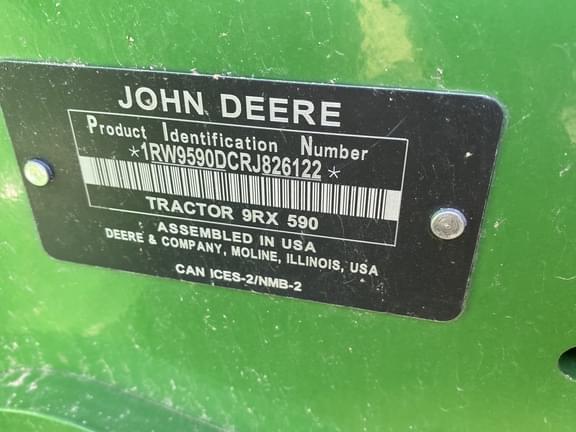 JOHN DEERE
Product Identification Number
*1RW9590DCRJ826122*
TRACTOR 9RX 590
ASSEMBLED IN USA
DEERE & COMPANY, MOLINE, ILLINOIS, USA
CAN ICES-2/NMB-2